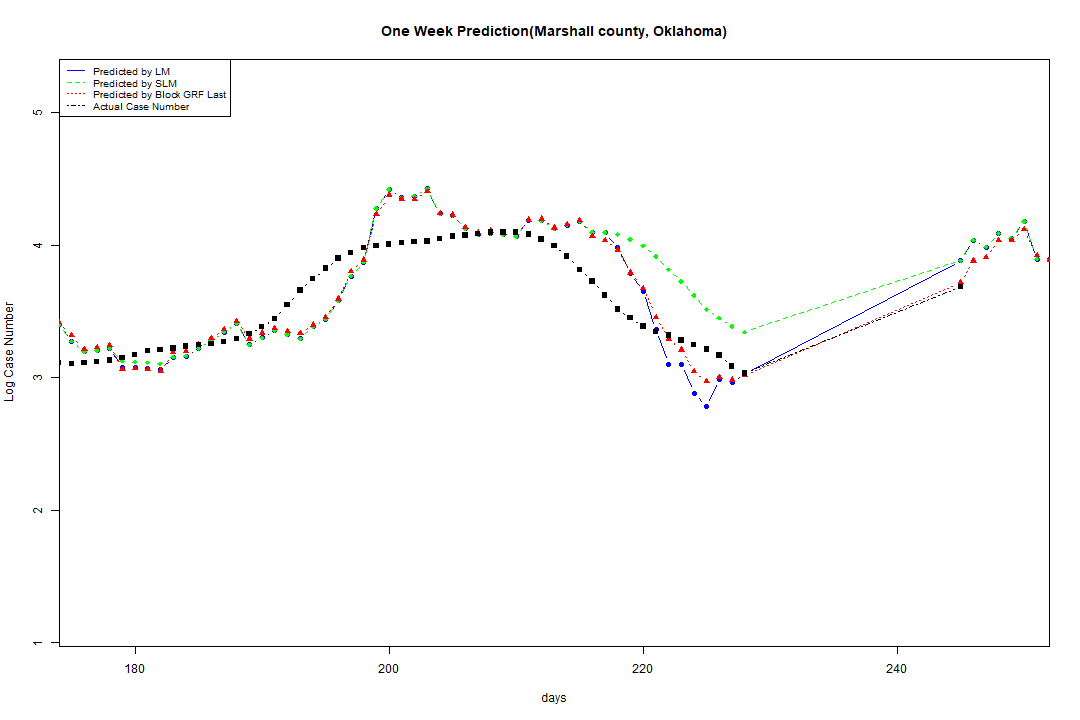 One Week Prediction(Marshall county, Oklahoma)
Predicted by LM
Predicted by SLM
Predicted by Block GRF Last
Actual Case Number
5
4
3
2
1
Log Case Number
180 200 220 240
days